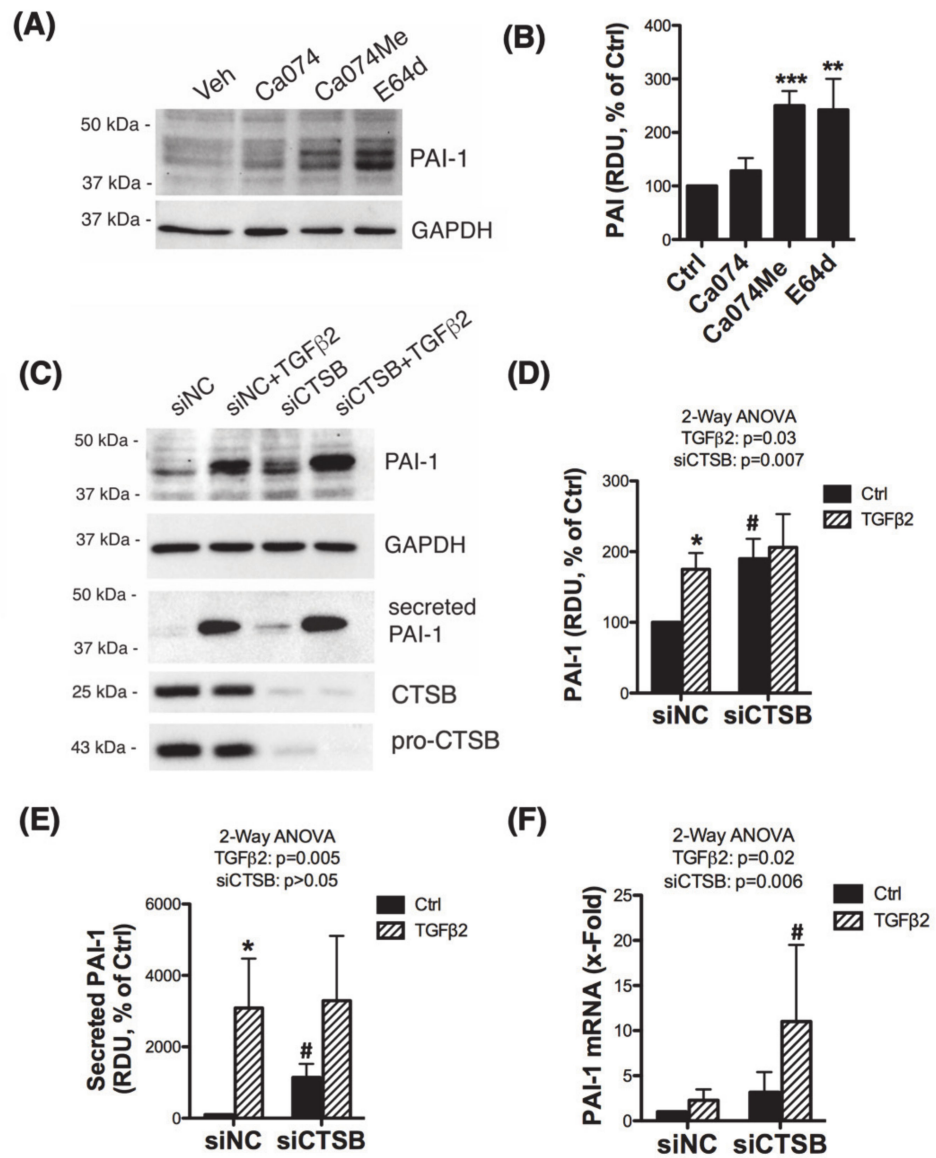 (A)
Veh
Ca074
Ca074Me
E64d
50 kDa -
PAI-1
37 kDa -
37 kDa -
GAPDH
(B)
PAI (RDU, % of Ctrl)
400
300
200
100
0
***
**
Ctrl
Ca074
Ca074Me
E64d
(C)
siNC
siNC+TGFβ2
siCTSB
siCTSB+TGFβ2
50 kDa -
PAI-1
37 kDa -
37 kDa -
GAPDH
50 kDa -
secreted
PAI-1
37 kDa -
25 kDa -
CTSB
43 kDa -
pro-CTSB
(D)
2-Way ANOVA
TGFβ2: p=0.03
siCTSB: p=0.007
PAI-1 (RDU, % of Ctrl)
300
200
100
0
*
#
Ctrl
TGFβ2
siNC
siCTSB
(E)
2-Way ANOVA
TGFβ2: p=0.005
siCTSB: p>0.05
Secreted PAI-1
(RDU, % of Ctrl)
6000
4000
2000
0
*
#
Ctrl
TGFβ2
siNC
siCTSB
(F)
2-Way ANOVA
TGFβ2: p=0.02
siCTSB: p=0.006
PAI-1 mRNA (x-Fold)
25
20
15
10
5
0
#
Ctrl
TGFβ2
siNC
siCTSB